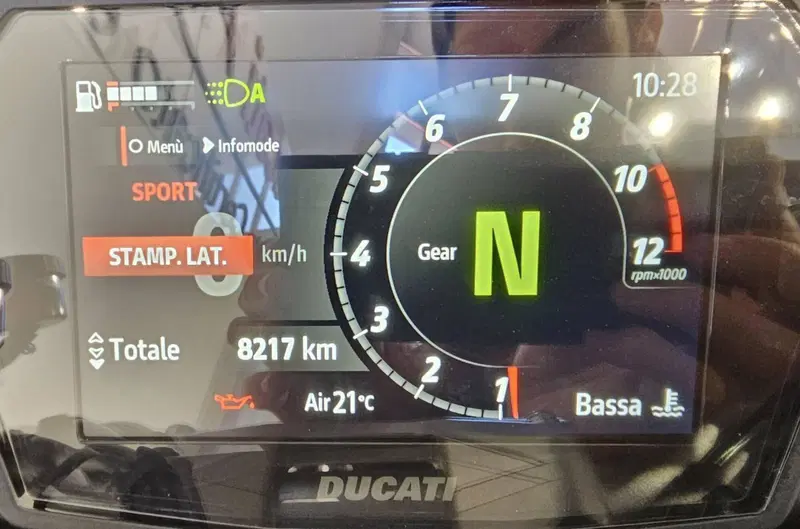 A
10:28
Menù Infomode
SPORT
STAMP. LAT.
0 km/h
Totale 8217 km
Air 21°C
1
2
3
4
5
6
7
8
10
12
rpm×1000
Gear N
Bassa
DUCATI